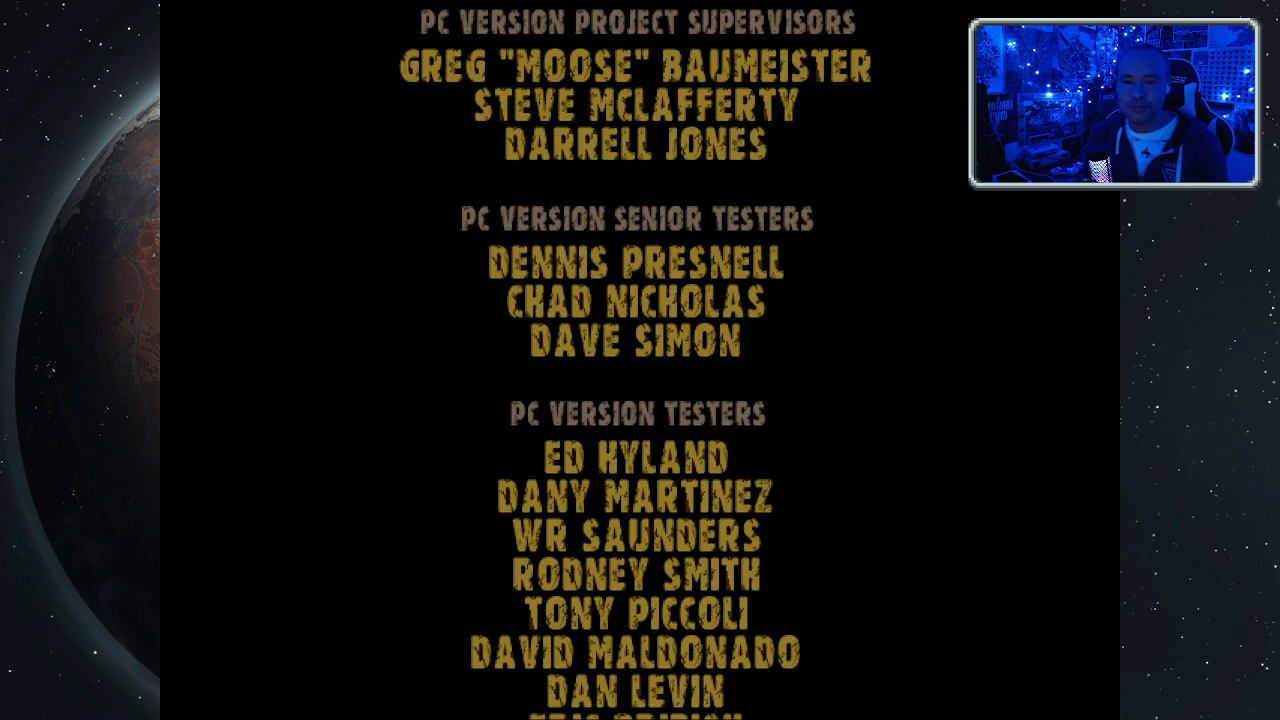 PC VERSION PROJECT SUPERVISORS
GREG "MOOSE" BAUMEISTER
STEVE MCLAFFERTY
DARRELL JONES
PC VERSION SENIOR TESTERS
DENNIS PRESNELL
CHAD NICHOLAS
DAVE SIMON
PC VERSION TESTERS
ED HYLAND
DANY MARTINEZ
WR SAUNDERS
RODNEY SMITH
TONY PICCOLI
DAVID MALDONADO
DAN LEVIN